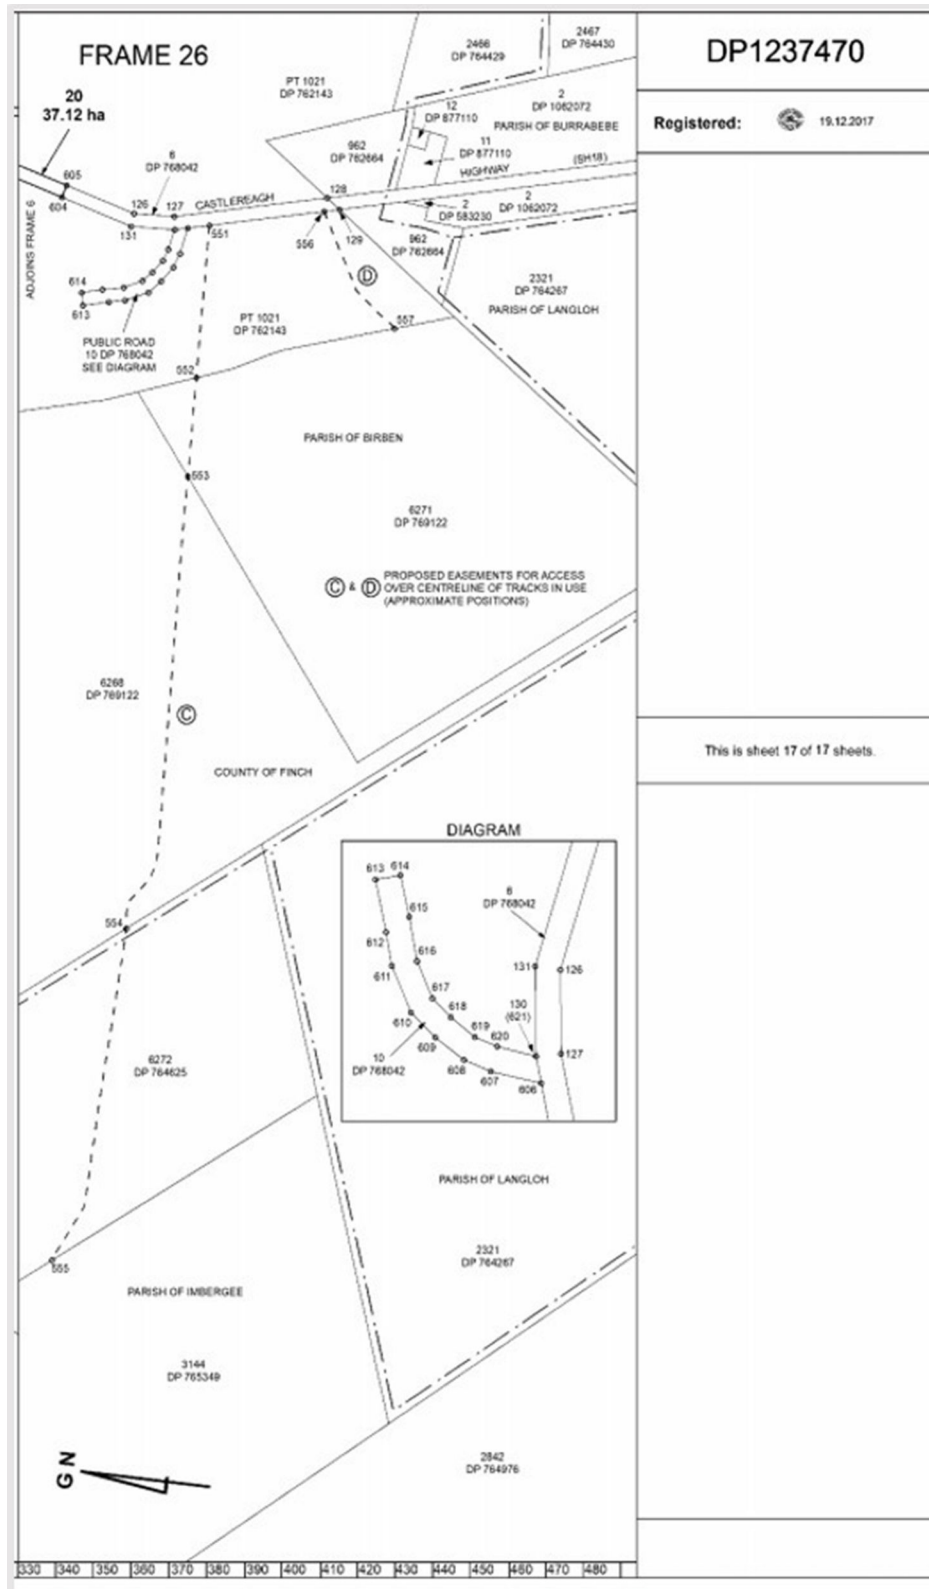 FRAME 26
DP1237470
Registered:
19.12.2017
This is sheet 17 of 17 sheets.
2467
DP 764430
2466
DP 764429
PT 1021
DP 762143
20
37.12 ha
2
DP 1062072
PARISH OF BURRABEBE
12
DP 877110
11
DP 877110
962
DP 762664
6
DP 768042
HIGHWAY
(SH18)
605
604
126
127
CASTLEREAGH
128
131
551
556
129
2
DP 583230
2
DP 1062072
962
DP 762664
ADJOINS FRAME 6
D
614
613
2321
DP 764267
PARISH OF LANGLOH
PT 1021
DP 762143
557
PUBLIC ROAD
10 DP 768042
SEE DIAGRAM
552
PARISH OF BIRBEN
553
6271
DP 769122
C & D
PROPOSED EASEMENTS FOR ACCESS
OVER CENTRELINE OF TRACKS IN USE
(APPROXIMATE POSITIONS)
6268
DP 769122
C
COUNTY OF FINCH
DIAGRAM
613
614
6
DP 768042
615
612
616
611
131
126
617
618
130
(621)
610
619
620
609
127
10
DP 768042
608
607
606
554
6272
DP 764625
PARISH OF LANGLOH
2321
DP 764267
555
PARISH OF IMBERGEE
3144
DP 765349
2842
DP 764976
G N
330 340 350 360 370 380 390 400 410 420 430 440 450 460 470 480